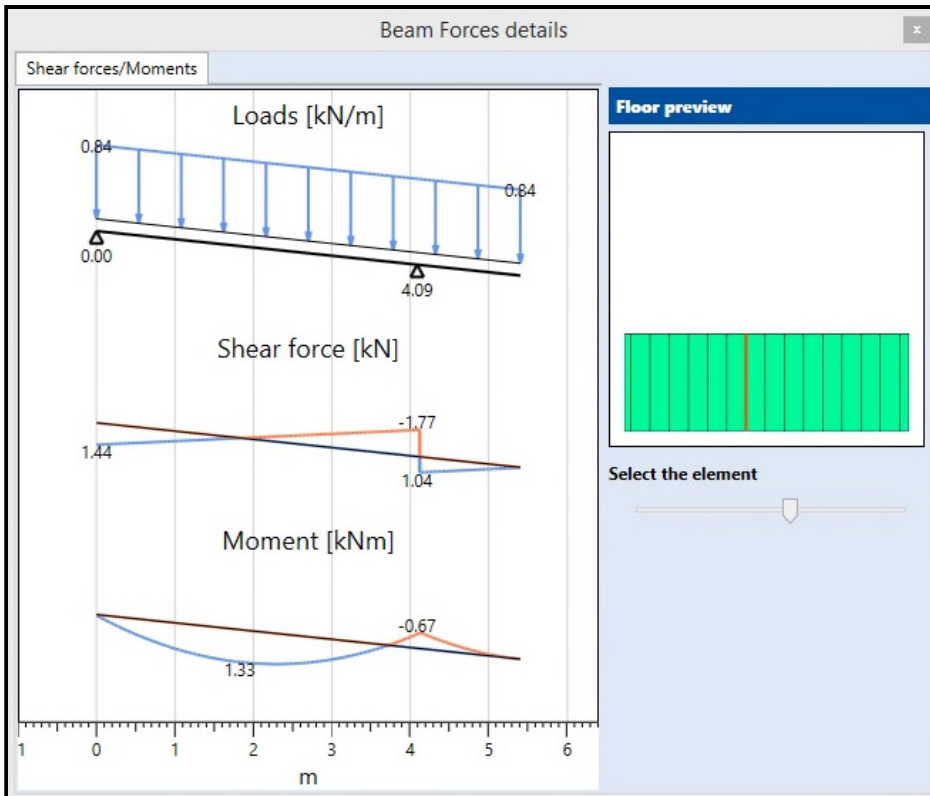 Beam Forces details
x
Shear forces/Moments
Loads [kN/m]
0.84
0.84
0.00
4.09
Shear force [kN]
-1.77
1.44
1.04
Moment [kNm]
-0.67
1.33
1 0 1 2 3 4 5 6
m
Floor preview
Select the element